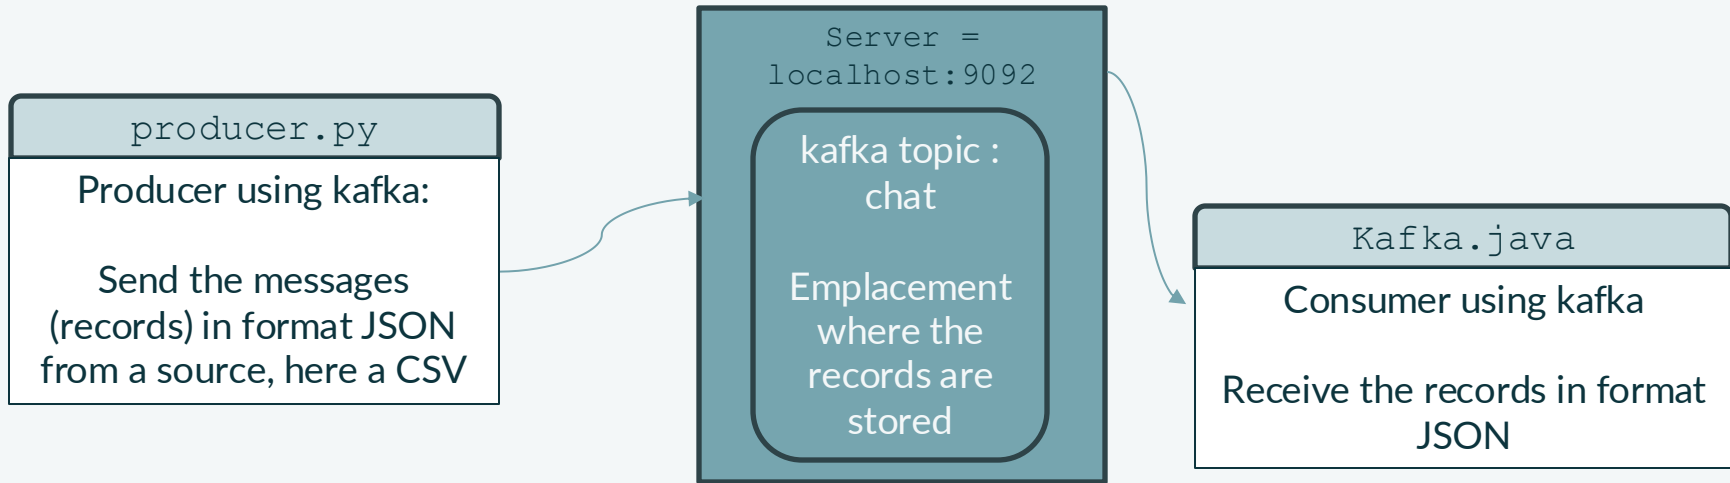 producer.py
Producer using kafka:
Send the messages
(records) in format JSON
from a source, here a CSV
Server =
localhost:9092
kafka topic :
chat
Emplacement
where the
records are
stored
Kafka.java
Consumer using kafka
Receive the records in format
JSON